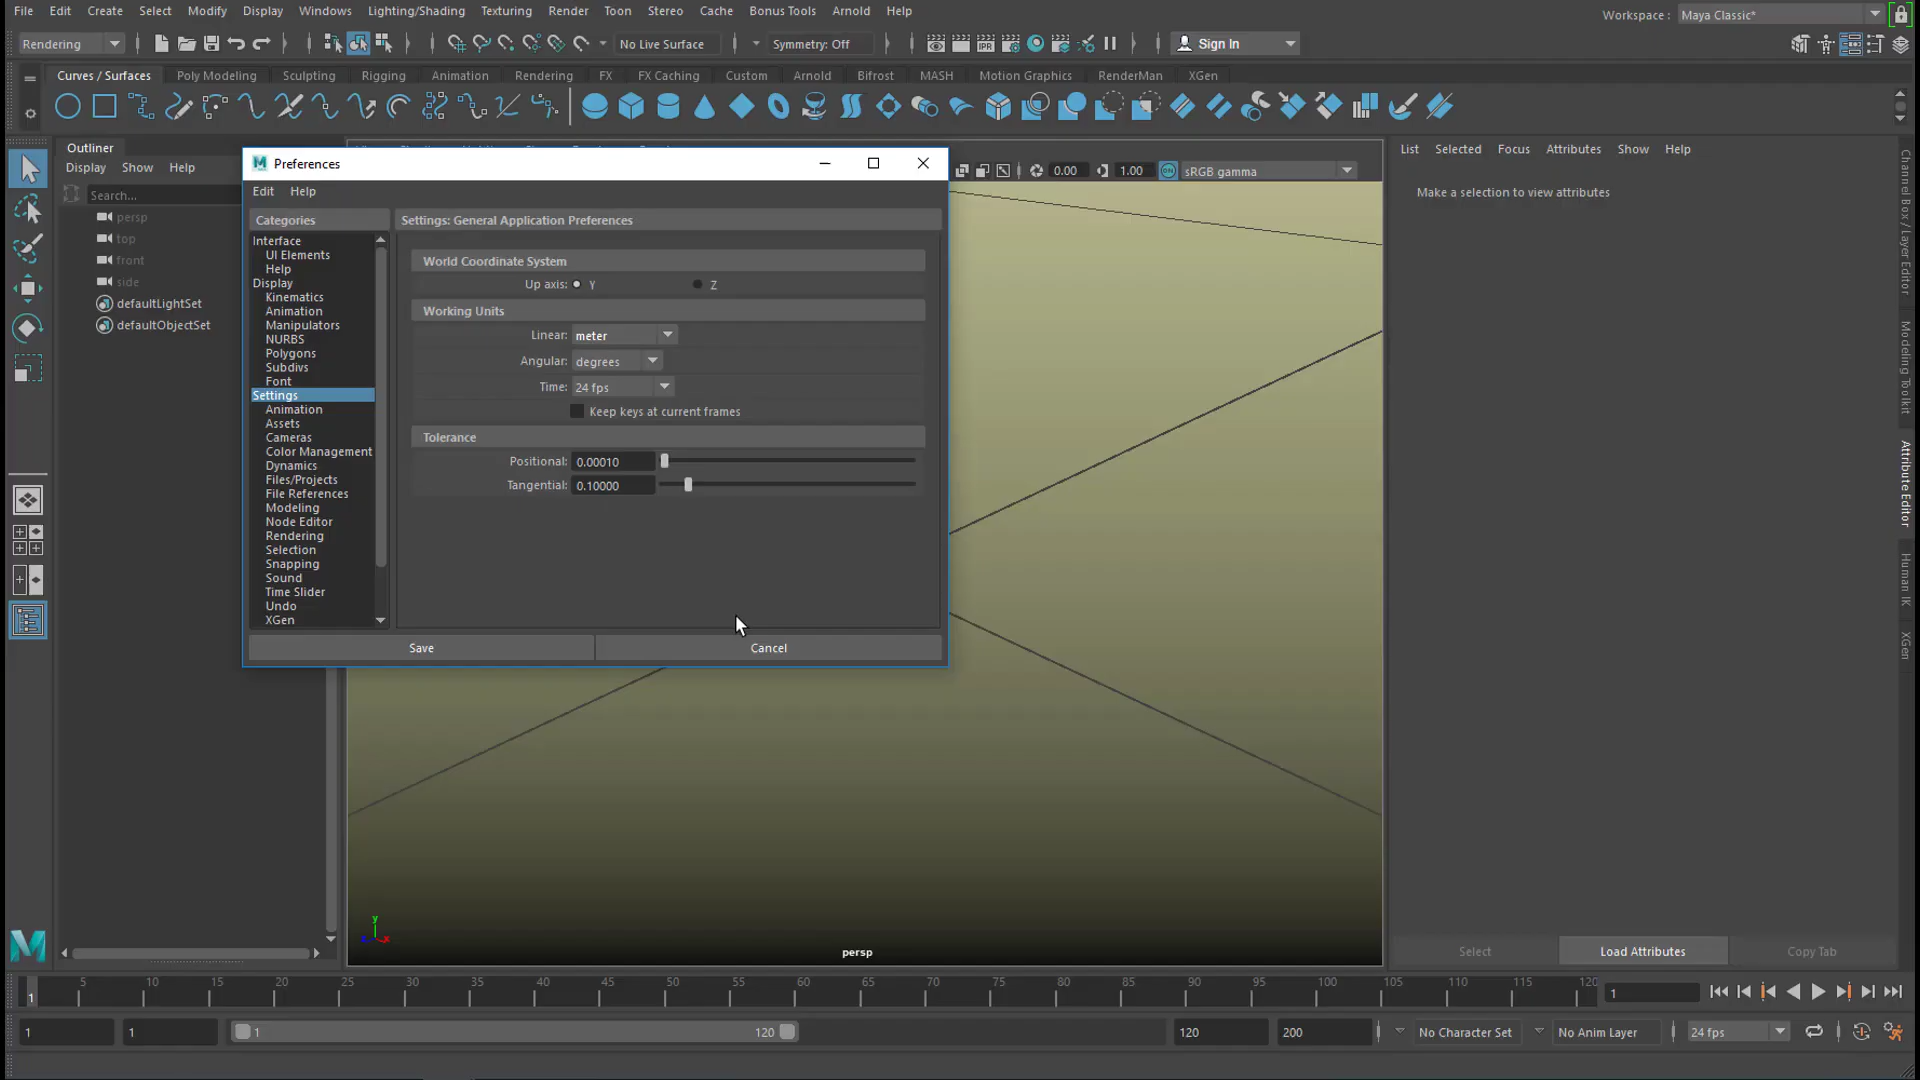 File Edit Create Select Modify Display Windows Lighting/Shading Texturing Render Toon Stereo Cache Bonus Tools Arnold Help
Workspace : Maya Classic*
Rendering No Live Surface Symmetry: Off IPR Sign In
Curves / Surfaces Poly Modeling Sculpting Rigging Animation Rendering FX FX Caching Custom Arnold Bifrost MASH Motion Graphics RenderMan XGen
Outliner
Display Show Help
Search...
persp
top
front
side
defaultLightSet
defaultObjectSet
Preferences
Edit Help
Categories
Interface
UI Elements
Help
Display
Kinematics
Animation
Manipulators
NURBS
Polygons
Subdivs
Font
Settings
Animation
Assets
Cameras
Color Management
Dynamics
Files/Projects
File References
Modeling
Node Editor
Rendering
Selection
Snapping
Sound
Time Slider
Undo
XGen
Settings: General Application Preferences
World Coordinate System
Up axis: Y Z
Working Units
Linear: meter
Angular: degrees
Time: 24 fps
Keep keys at current frames
Tolerance
Positional: 0.00010
Tangential: 0.10000
Save Cancel
0.00 1.00 ON sRGB gamma
y
x
persp
List Selected Focus Attributes Show Help
Make a selection to view attributes
Select Load Attributes Copy Tab
Channel Box / Layer Editor
Modeling Toolkit
Attribute Editor
Human IK
XGen
1 5 10 15 20 25 30 35 40 45 50 55 60 65 70 75 80 85 90 95 100 105 110 115 120
1
1 1 1 120 120 200 No Character Set No Anim Layer 24 fps